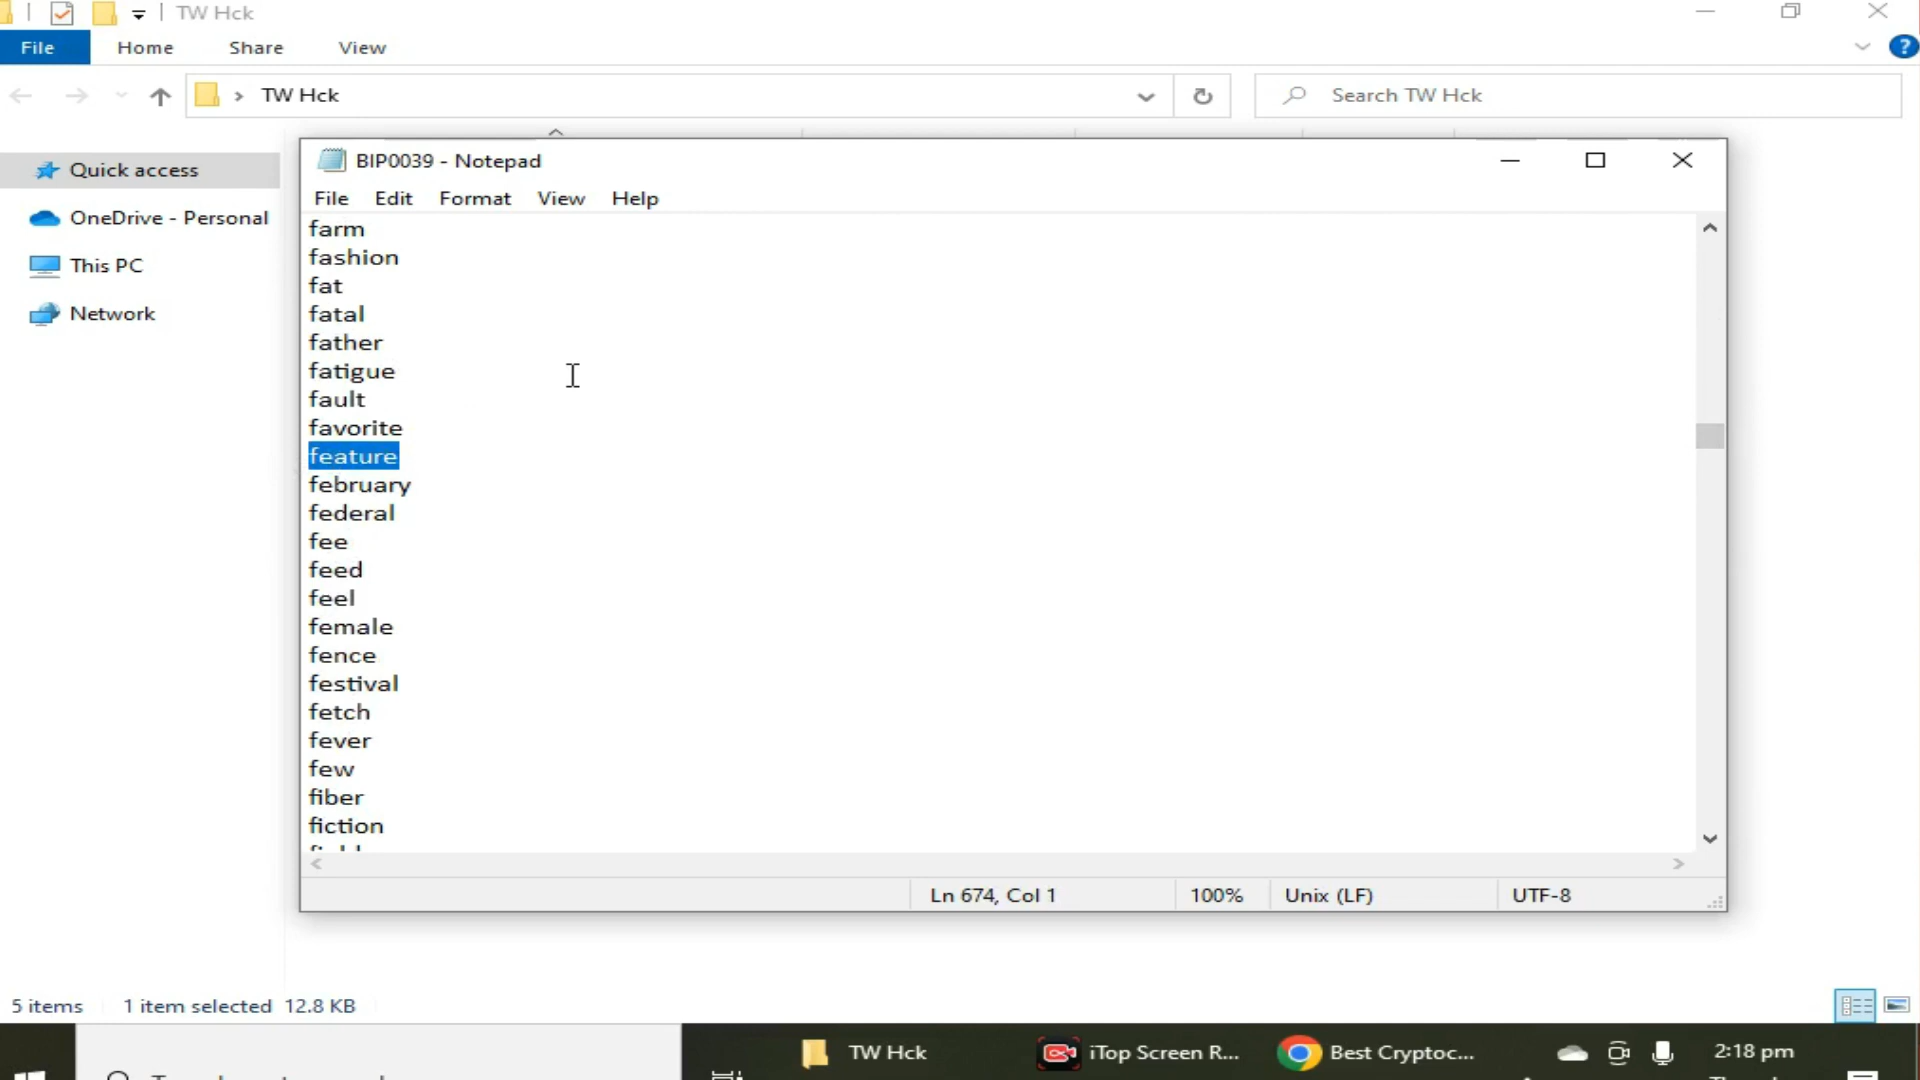 TW Hck
File Home Share View
TW Hck
Search TW Hck
Quick access
OneDrive - Personal
This PC
Network
BIP0039 - Notepad
File Edit Format View Help
farm
fashion
fat
fatal
father
fatigue
fault
favorite
feature
february
federal
fee
feed
feel
female
fence
festival
fetch
fever
few
fiber
fiction
Ln 674, Col 1 100% Unix (LF) UTF-8
5 items 1 item selected 12.8 KB
TW Hck iTop Screen R... Best Cryptoc... 2:18 pm